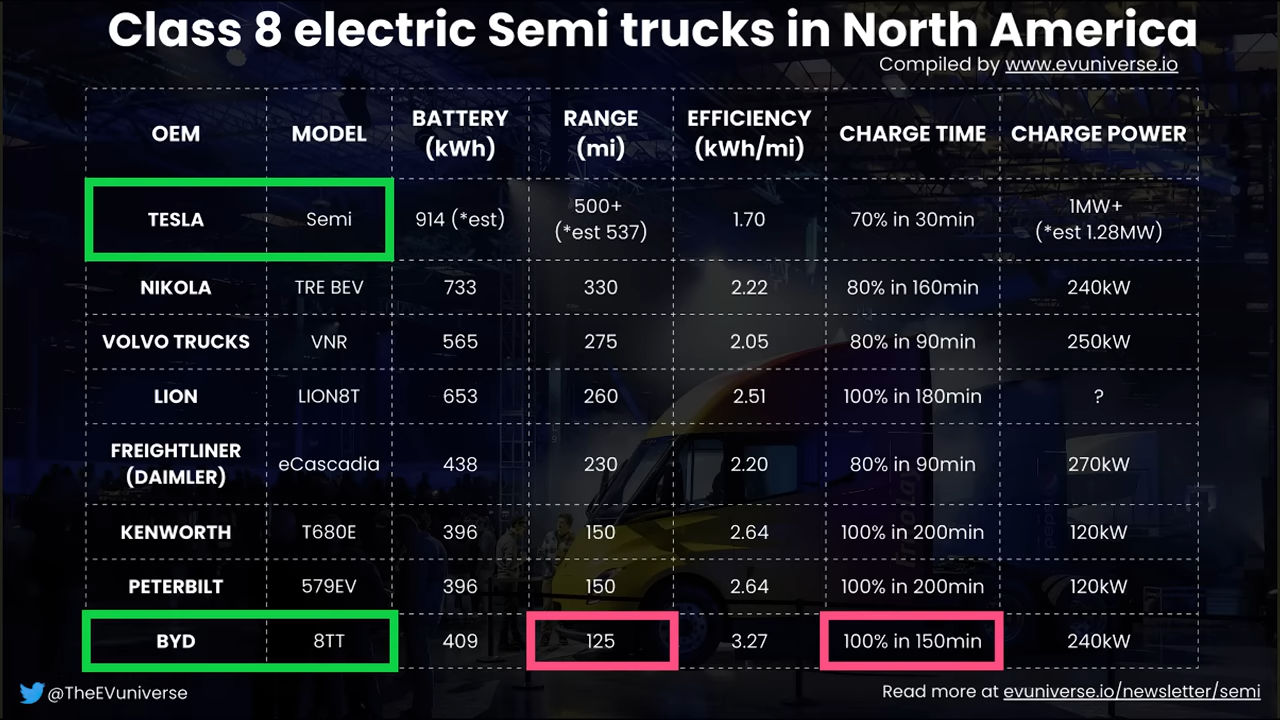 Class 8 electric Semi trucks in North America
Compiled by www.evuniverse.io
OEM MODEL BATTERY (kWh) RANGE (mi) EFFICIENCY (kWh/mi) CHARGE TIME CHARGE POWER
TESLA Semi 914 (*est) 500+ (*est 537) 1.70 70% in 30min 1MW+ (*est 1.28MW)
NIKOLA TRE BEV 733 330 2.22 80% in 160min 240kW
VOLVO TRUCKS VNR 565 275 2.05 80% in 90min 250kW
LION LION8T 653 260 2.51 100% in 180min ?
FREIGHTLINER (DAIMLER) eCascadia 438 230 2.20 80% in 90min 270kW
KENWORTH T680E 396 150 2.64 100% in 200min 120kW
PETERBILT 579EV 396 150 2.64 100% in 200min 120kW
BYD 8TT 409 125 3.27 100% in 150min 240kW
@TheEVuniverse
Read more at evuniverse.io/newsletter/semi